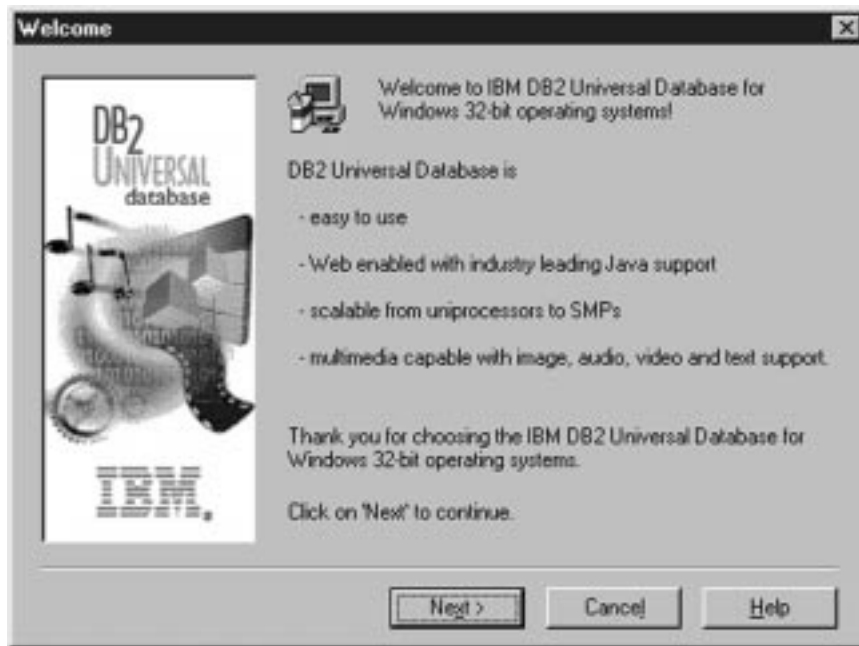 Welcome
DB2
UNIVERSAL
database
IBM.
Welcome to IBM DB2 Universal Database for
Windows 32-bit operating systems!
DB2 Universal Database is
- easy to use
- Web enabled with industry leading Java support
- scalable from uniprocessors to SMPs
- multimedia capable with image, audio, video and text support.
Thank you for choosing the IBM DB2 Universal Database for
Windows 32-bit operating systems.
Click on 'Next' to continue.
Next >
Cancel
Help